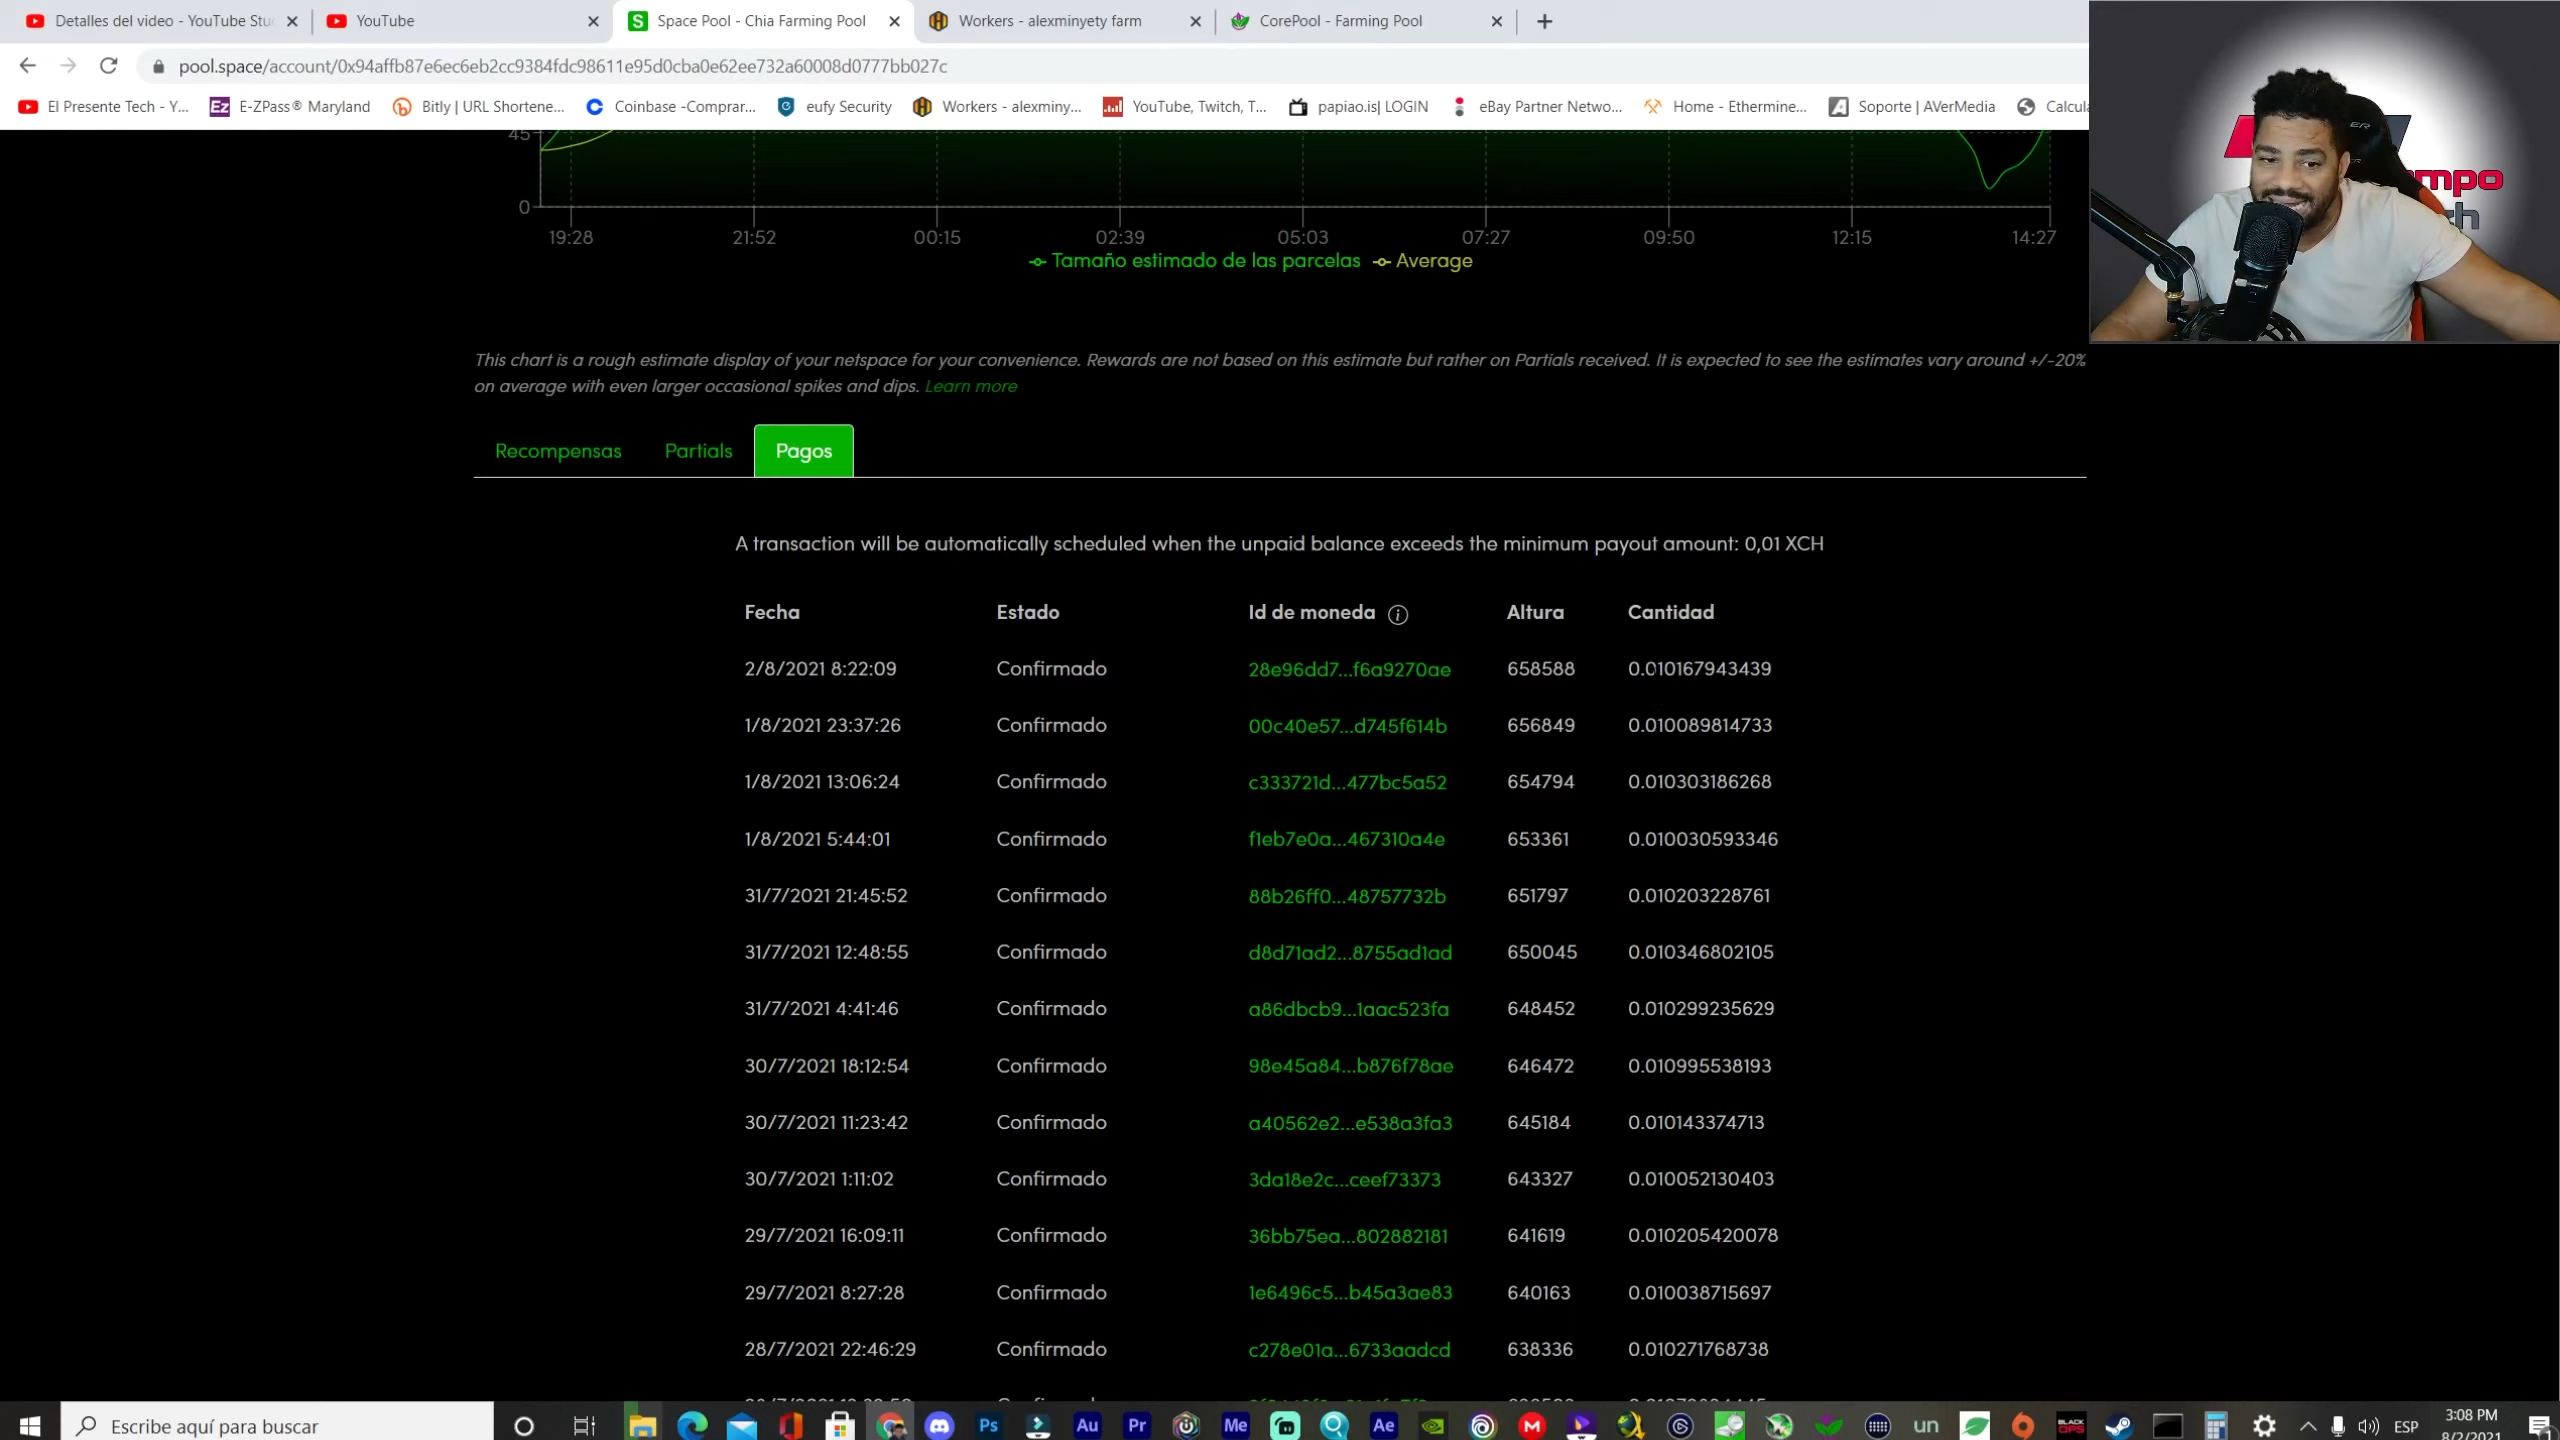 Detalles del video - YouTube Stu
YouTube
Space Pool - Chia Farming Pool
Workers - alexminyety farm
CorePool - Farming Pool
pool.space/account/0x94affb87e6ec6eb2cc9384fdc98611e95d0cba0e62ee732a60008d0777bb027c
El Presente Tech - Y...
E-ZPass® Maryland
Bitly | URL Shortene...
Coinbase -Comprar...
eufy Security
Workers - alexminy...
YouTube, Twitch, T...
papiao.is| LOGIN
eBay Partner Netwo...
Home - Ethermine...
Soporte | AVerMedia
Calcula
45
0
19:28 21:52 00:15 02:39 05:03 07:27 09:50 12:15 14:27
Tamaño estimado de las parcelas Average
This chart is a rough estimate display of your netspace for your convenience. Rewards are not based on this estimate but rather on Partials received. It is expected to see the estimates vary around +/-20%
on average with even larger occasional spikes and dips. Learn more
Recompensas Partials Pagos
A transaction will be automatically scheduled when the unpaid balance exceeds the minimum payout amount: 0,01 XCH
Fecha Estado Id de moneda Altura Cantidad
2/8/2021 8:22:09 Confirmado 28e96dd7...f6a9270ae 658588 0.010167943439
1/8/2021 23:37:26 Confirmado 00c40e57...d745f614b 656849 0.010089814733
1/8/2021 13:06:24 Confirmado c333721d...477bc5a52 654794 0.010303186268
1/8/2021 5:44:01 Confirmado f1eb7e0a...467310a4e 653361 0.010030593346
31/7/2021 21:45:52 Confirmado 88b26ff0...48757732b 651797 0.010203228761
31/7/2021 12:48:55 Confirmado d8d71ad2...8755ad1ad 650045 0.010346802105
31/7/2021 4:41:46 Confirmado a86dbcb9...1aac523fa 648452 0.010299235629
30/7/2021 18:12:54 Confirmado 98e45a84...b876f78ae 646472 0.010995538193
30/7/2021 11:23:42 Confirmado a40562e2...e538a3fa3 645184 0.010143374713
30/7/2021 1:11:02 Confirmado 3da18e2c...ceef73373 643327 0.010052130403
29/7/2021 16:09:11 Confirmado 36bb75ea...802882181 641619 0.010205420078
29/7/2021 8:27:28 Confirmado 1e6496c5...b45a3ae83 640163 0.010038715697
28/7/2021 22:46:29 Confirmado c278e01a...6733aadcd 638336 0.010271768738
Escribe aquí para buscar
Ps
Au
Pr
Me
Ae
un
ESP
3:08 PM
8/2/2021